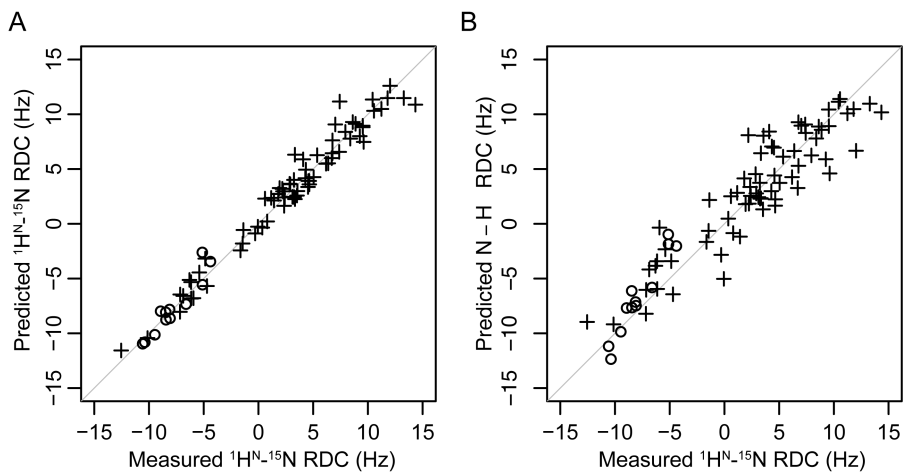 A
B
Predicted ¹Hᴺ-¹⁵N RDC (Hz)
15
10
5
0
−5
−10
−15
−15 −10 −5 0 5 10 15
Measured ¹Hᴺ-¹⁵N RDC (Hz)
Predicted N − H RDC (Hz)
15
10
5
0
−5
−10
−15
−15 −10 −5 0 5 10 15
Measured ¹Hᴺ-¹⁵N RDC (Hz)